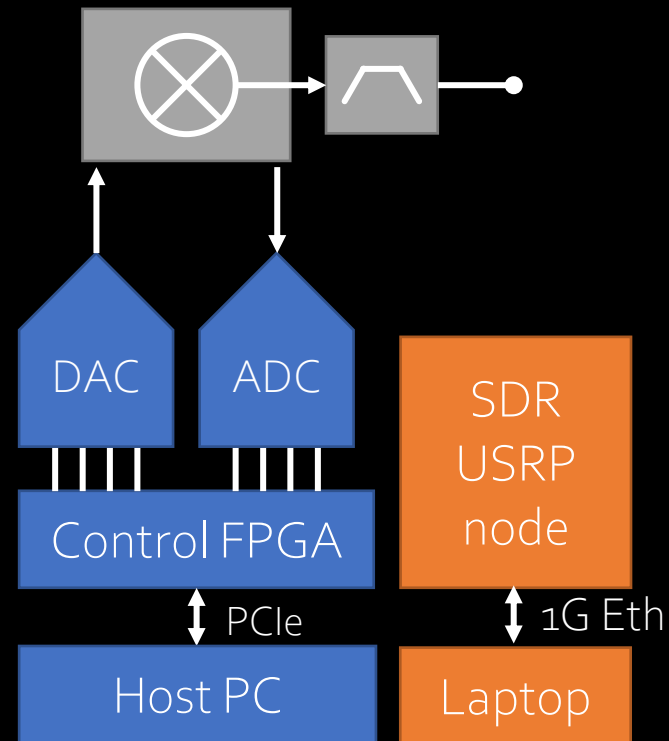 DAC
ADC
SDR
USRP
node
Control FPGA
PCIe
1G Eth
Host PC
Laptop